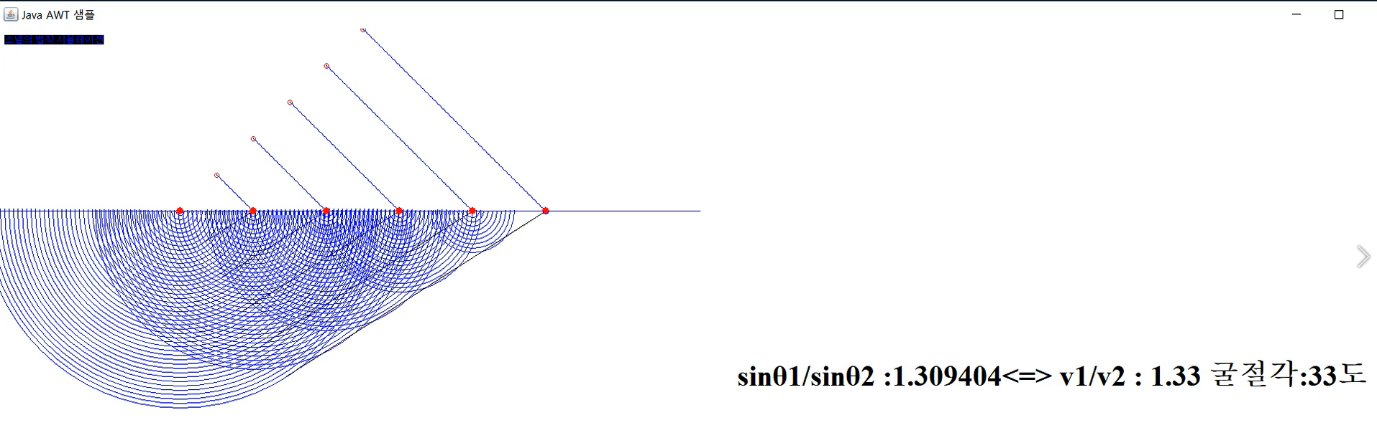 Java AWT 샘플
sinθ1/sinθ2 :1.309404<=> v1/v2 : 1.33 굴절각:33도